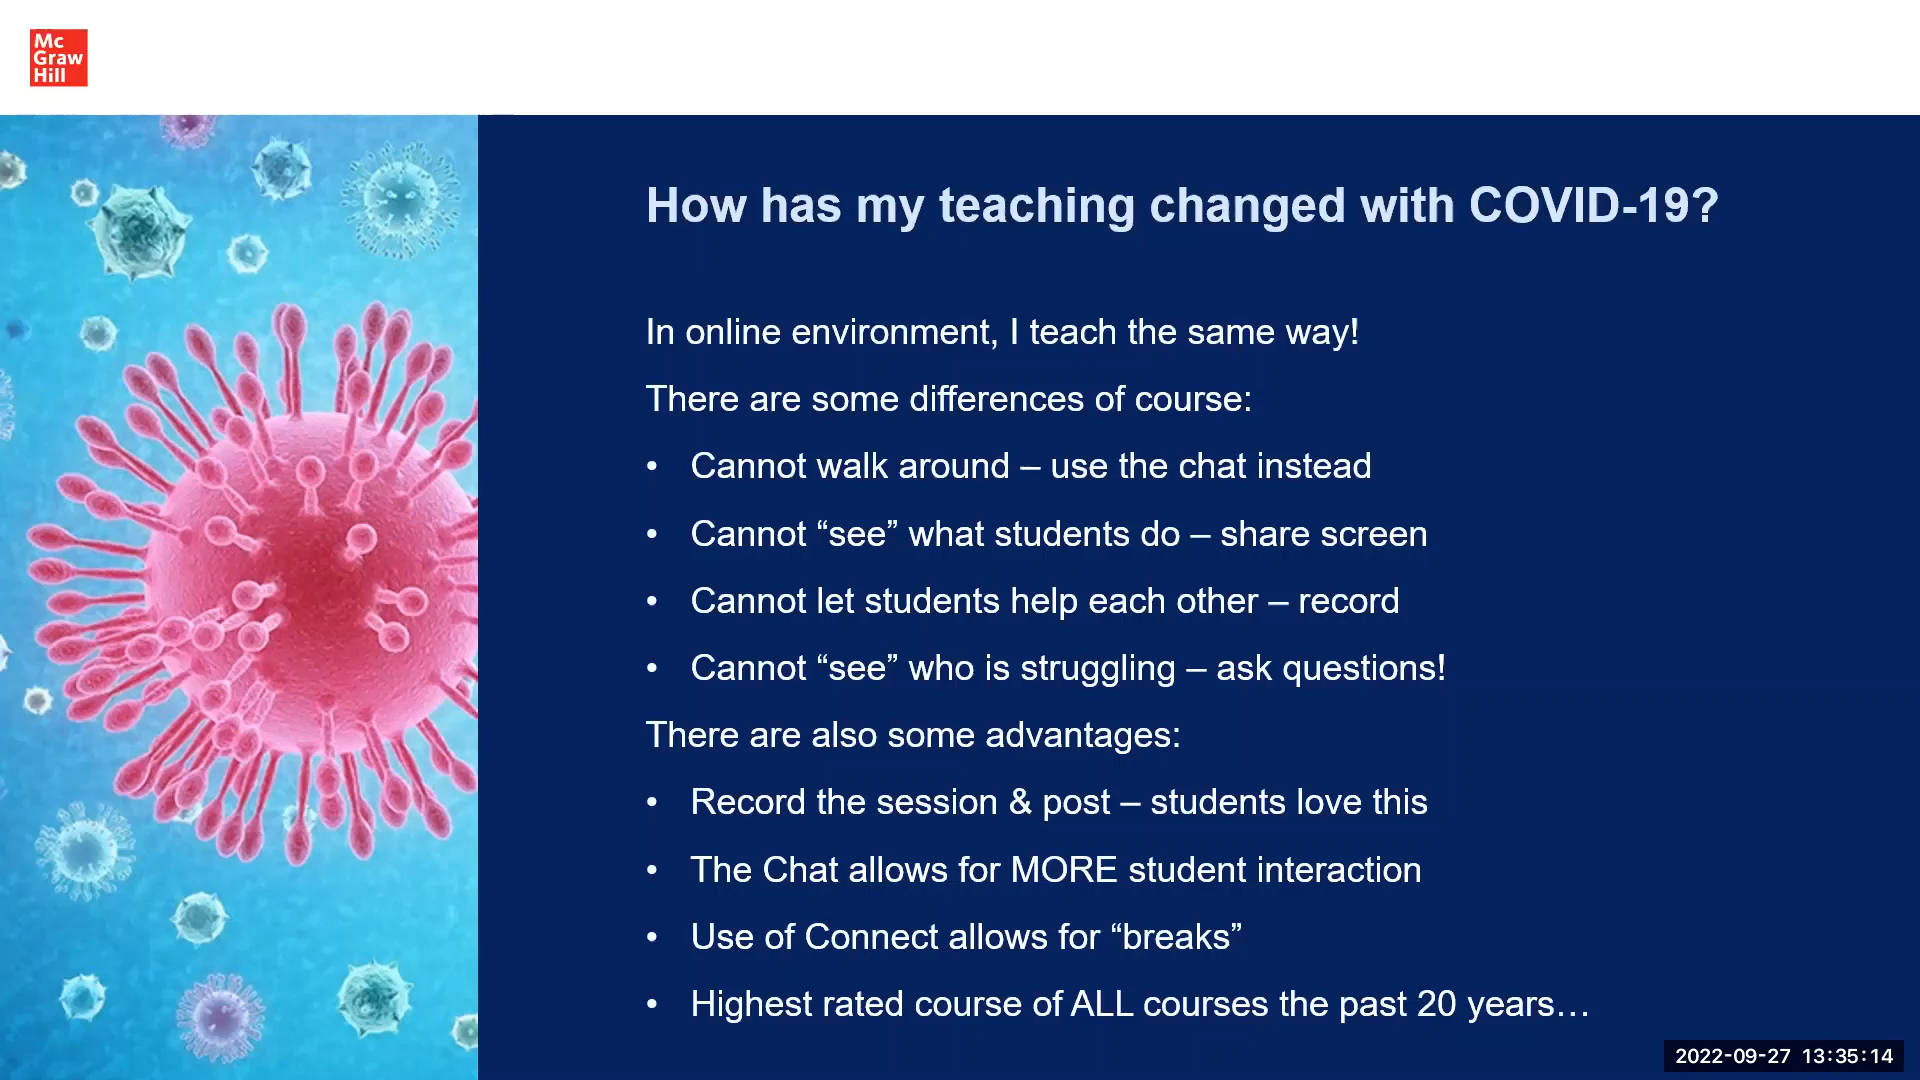 Mc
Graw
Hill
How has my teaching changed with COVID-19?
In online environment, I teach the same way!
There are some differences of course:
• Cannot walk around – use the chat instead
• Cannot “see” what students do – share screen
• Cannot let students help each other – record
• Cannot “see” who is struggling – ask questions!
There are also some advantages:
• Record the session & post – students love this
• The Chat allows for MORE student interaction
• Use of Connect allows for “breaks”
• Highest rated course of ALL courses the past 20 years…
2022-09-27 13:35:14